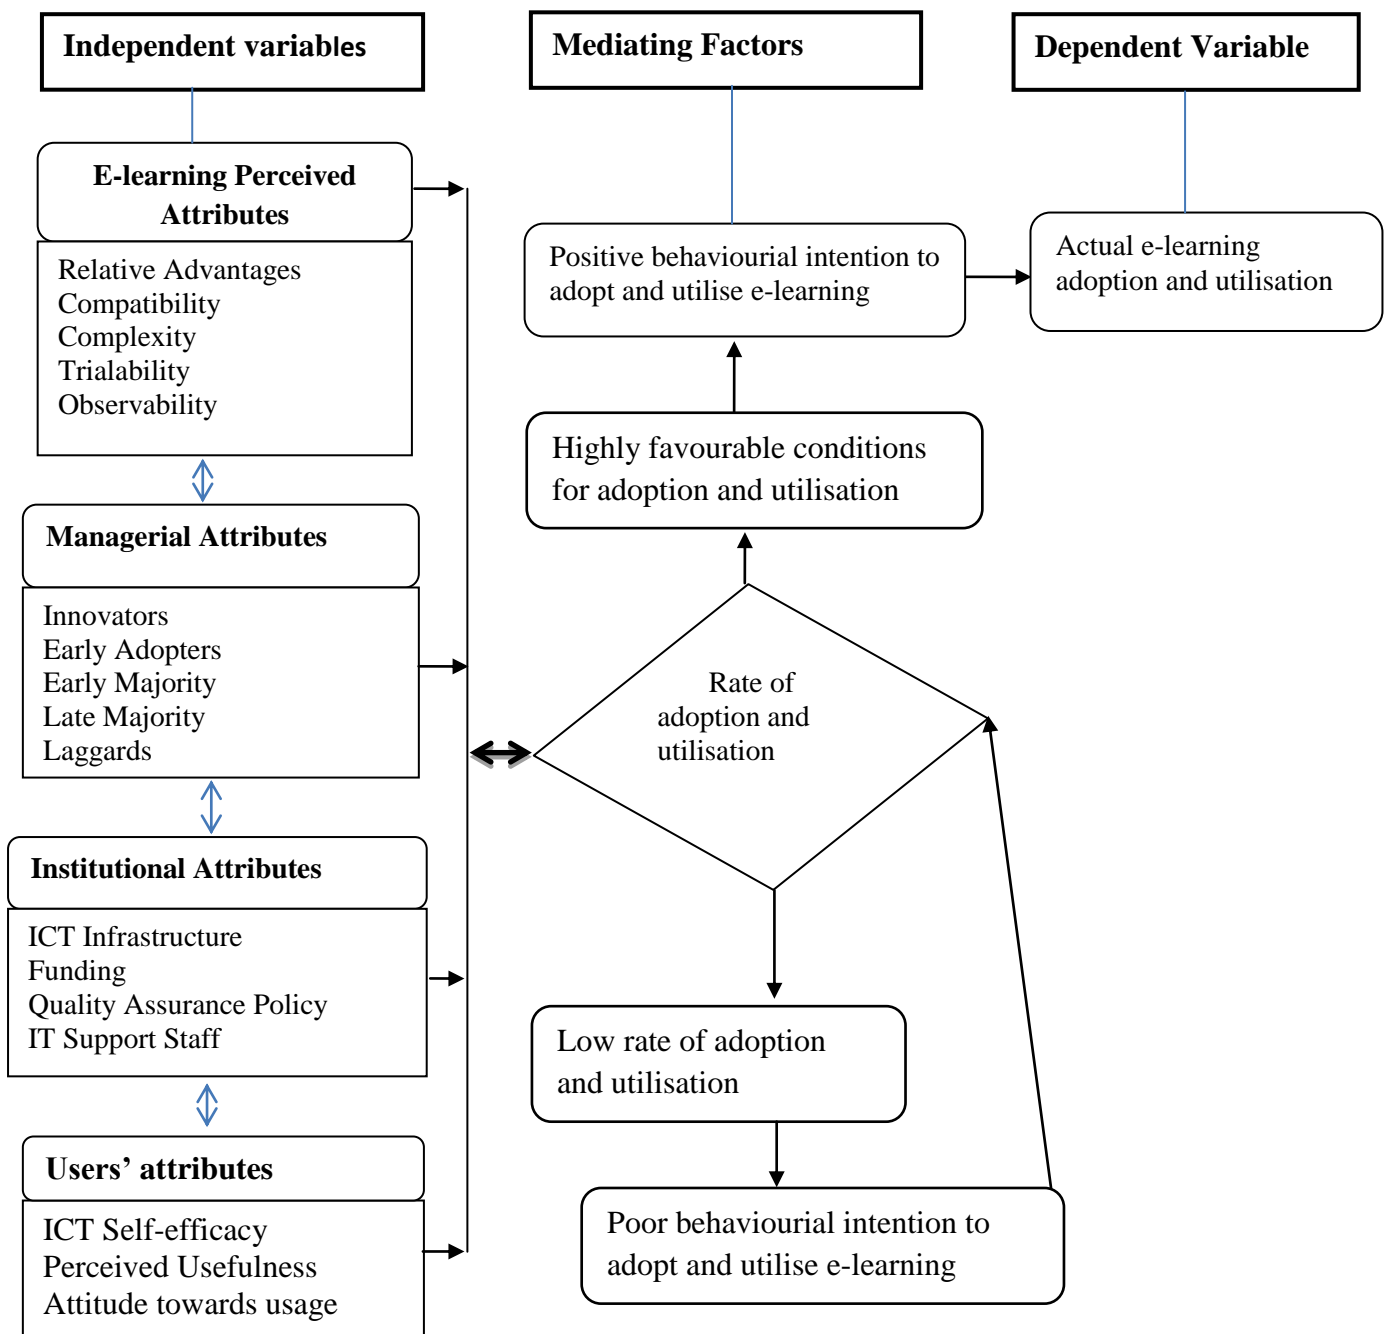 Independent variables
Mediating Factors
Dependent Variable
E-learning Perceived
Attributes
Relative Advantages
Compatibility
Complexity
Trialability
Observability
Managerial Attributes
Innovators
Early Adopters
Early Majority
Late Majority
Laggards
Institutional Attributes
ICT Infrastructure
Funding
Quality Assurance Policy
IT Support Staff
Users’ attributes
ICT Self-efficacy
Perceived Usefulness
Attitude towards usage
Positive behaviourial intention to
adopt and utilise e-learning
Highly favourable conditions
for adoption and utilisation
Rate of
adoption and
utilisation
Low rate of adoption
and utilisation
Poor behaviourial intention to
adopt and utilise e-learning
Actual e-learning
adoption and utilisation